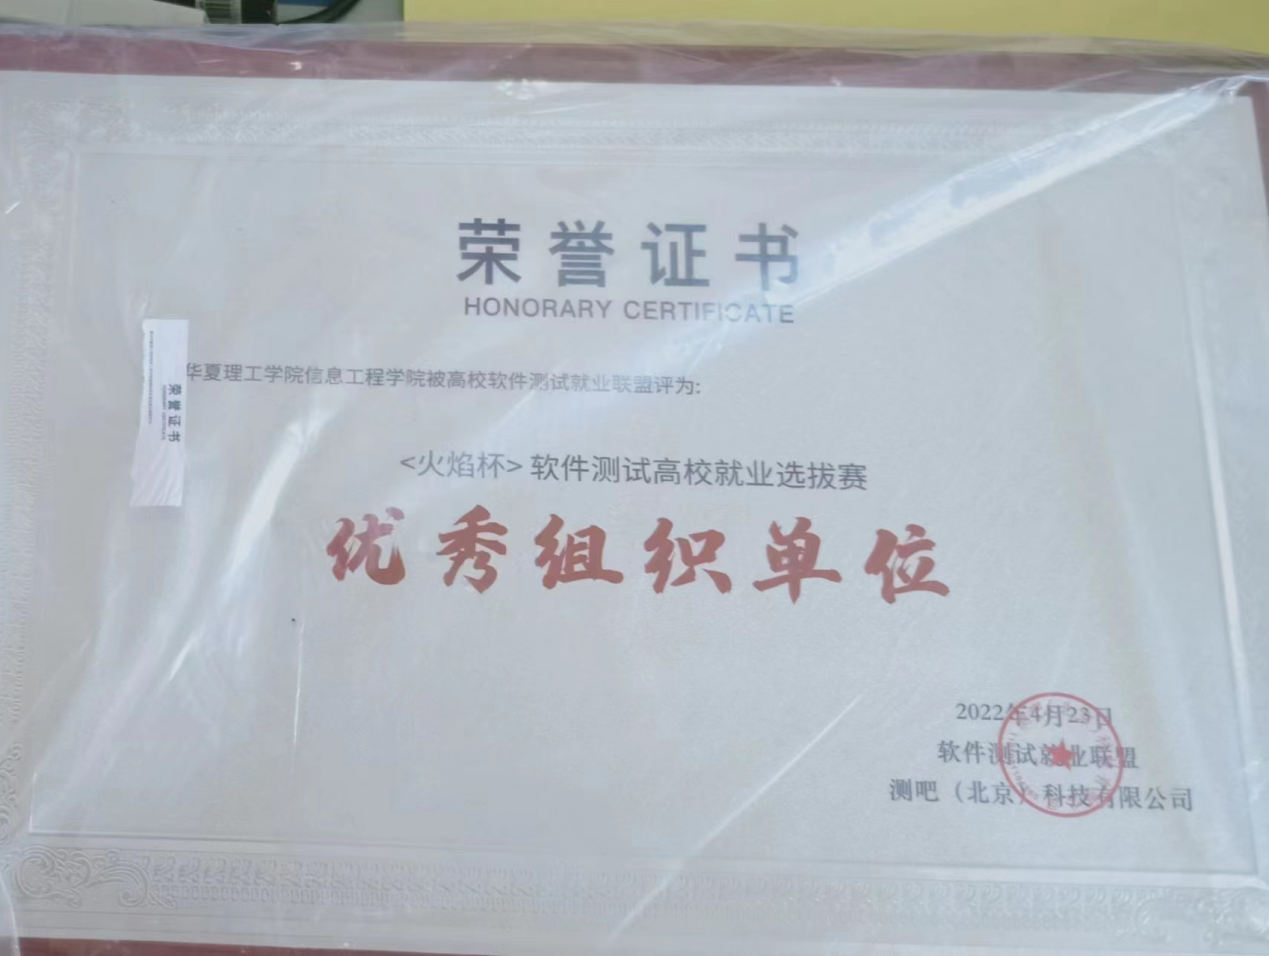 荣誉证书
HONORARY CERTIFICATE
华夏理工学院信息工程学院被高校软件测试就业联盟评为:
<火焰杯>软件测试高校就业选拔赛
优秀组织单位
2022年4月23日
软件测试就业联盟
测吧（北京）科技有限公司
荣誉证书